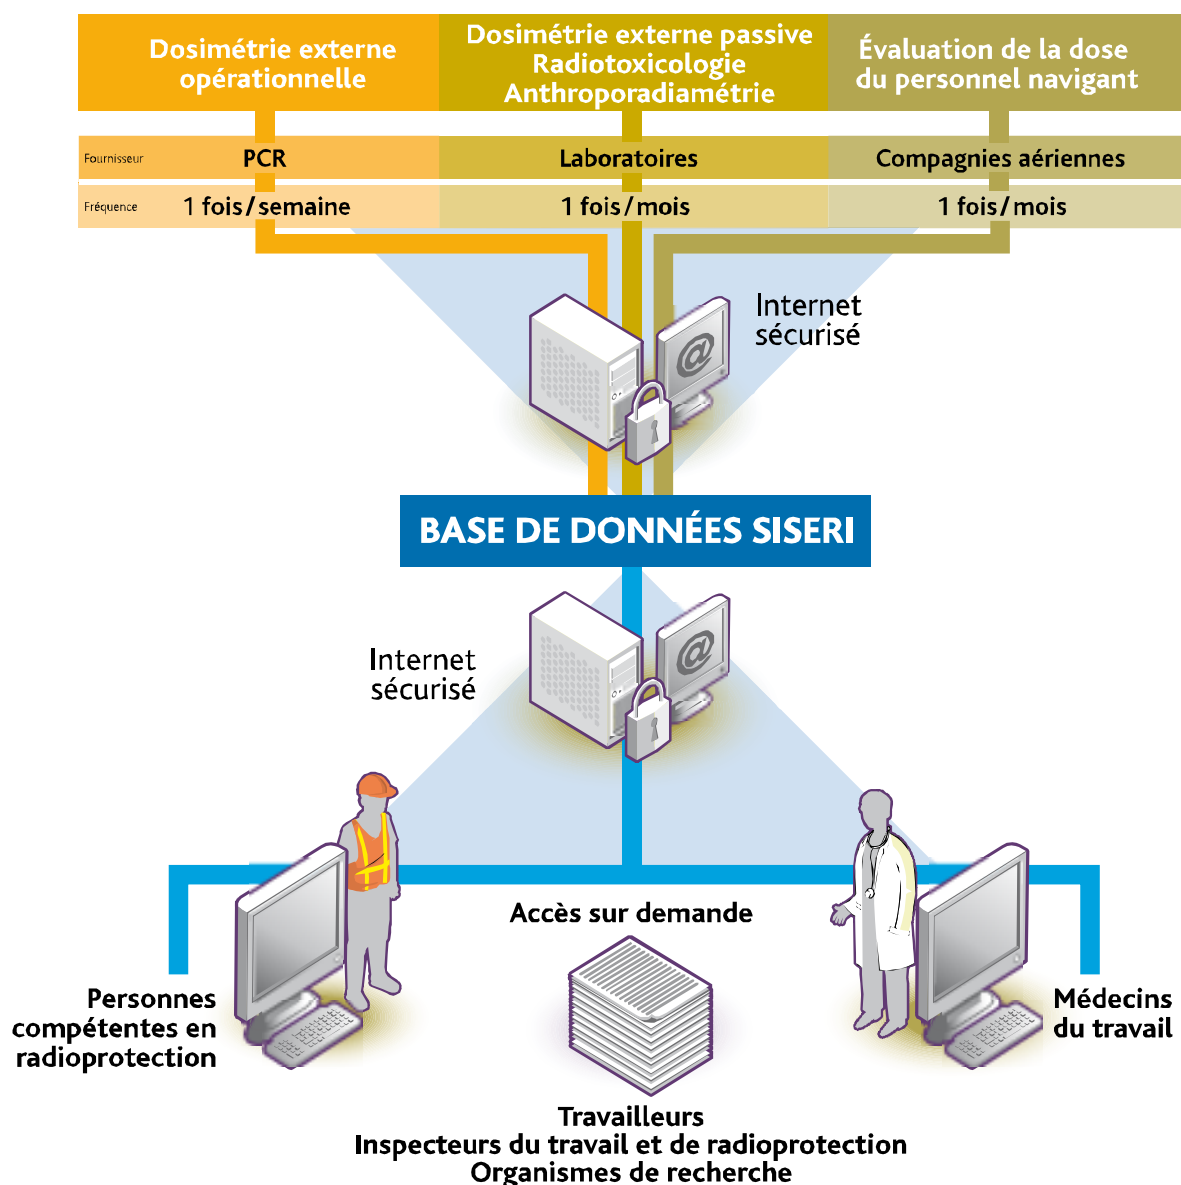 Dosimétrie externe
opérationnelle
Dosimétrie externe passive
Radiotoxicologie
Anthroporadiamétrie
Évaluation de la dose
du personnel navigant
Fournisseur
PCR
Laboratoires
Compagnies aériennes
Fréquence
1 fois/semaine
1 fois/mois
1 fois/mois
Internet
sécurisé
@
BASE DE DONNÉES SISERI
Internet
sécurisé
@
Accès sur demande
Personnes
compétentes en
radioprotection
Médecins
du travail
Travailleurs
Inspecteurs du travail et de radioprotection
Organismes de recherche